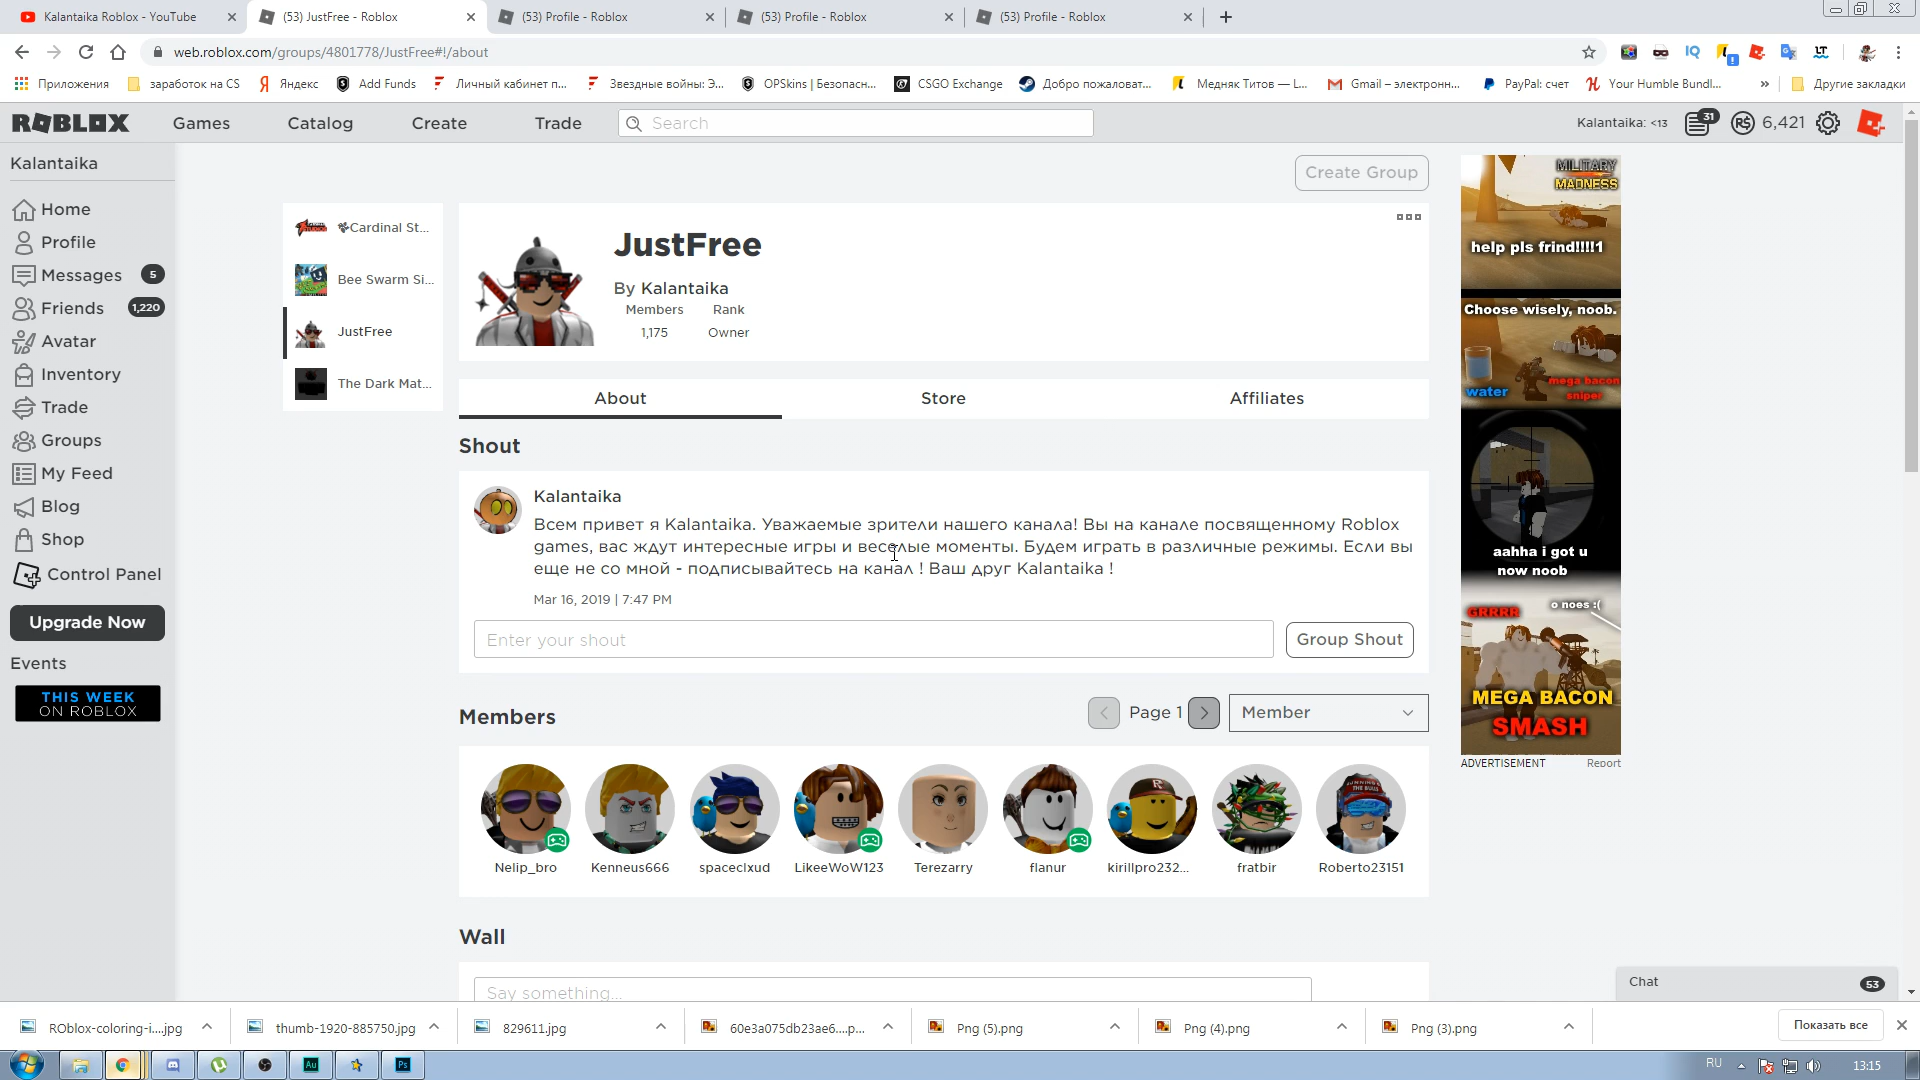 Kalantaika Roblox - YouTube
(53) JustFree - Roblox
(53) Profile - Roblox
(53) Profile - Roblox
(53) Profile - Roblox
web.roblox.com/groups/4801778/JustFree#!/about
Приложения
заработок на CS
Яндекс
Add Funds
Личный кабинет п...
Звездные войны: Э...
OPSkins | Безопасн...
CSGO Exchange
Добро пожаловат...
Медняк Титов — L...
Gmail – электронн...
PayPal: счет
Your Humble Bundl...
»
Другие закладки
ROBLOX
Games
Catalog
Create
Trade
Search
Kalantaika: <13
31
6,421
Kalantaika
Home
Profile
Messages 5
Friends 1,220
Avatar
Inventory
Trade
Groups
My Feed
Blog
Shop
Control Panel
Upgrade Now
Events
THIS WEEK
ON ROBLOX
Cardinal St...
Bee Swarm Si...
JustFree
The Dark Mat...
Create Group
JustFree
By Kalantaika
Members Rank
1,175 Owner
About Store Affiliates
Shout
Kalantaika
Всем привет я Kalantaika. Уважаемые зрители нашего канала! Вы на канале посвященному Roblox
games, вас ждут интересные игры и веселые моменты. Будем играть в различные режимы. Если вы
еще не со мной - подписывайтесь на канал ! Ваш друг Kalantaika !
Mar 16, 2019 | 7:47 PM
Enter your shout
Group Shout
Members
Page 1
Member
Nelip_bro
Kenneus666
spaceclxud
LikeeWoW123
Terezarry
flanur
kirillpro232...
fratbir
Roberto23151
Wall
Say something...
MILITARY
MADNESS
help pls frind!!!!1
Choose wisely, noob.
water
mega bacon
sniper
aahha i got u
now noob
GRRRR
o noes :(
MEGA BACON
SMASH
ADVERTISEMENT
Report
Chat 53
ROblox-coloring-i....jpg
thumb-1920-885750.jpg
829611.jpg
60e3a075db23ae6....p...
Png (5).png
Png (4).png
Png (3).png
Показать все
RU
13:15